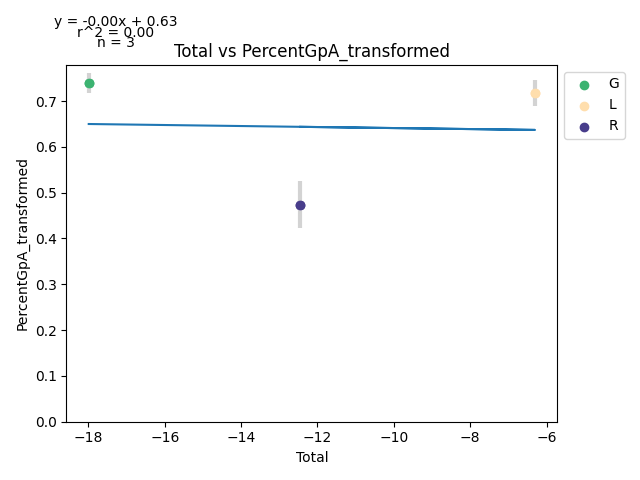 y = -0.00x + 0.63
r^2 = 0.00
n = 3
Total vs PercentGpA_transformed
G
L
R
PercentGpA_transformed
0.7
0.6
0.5
0.4
0.3
0.2
0.1
0.0
−18 −16 −14 −12 −10 −8 −6
Total